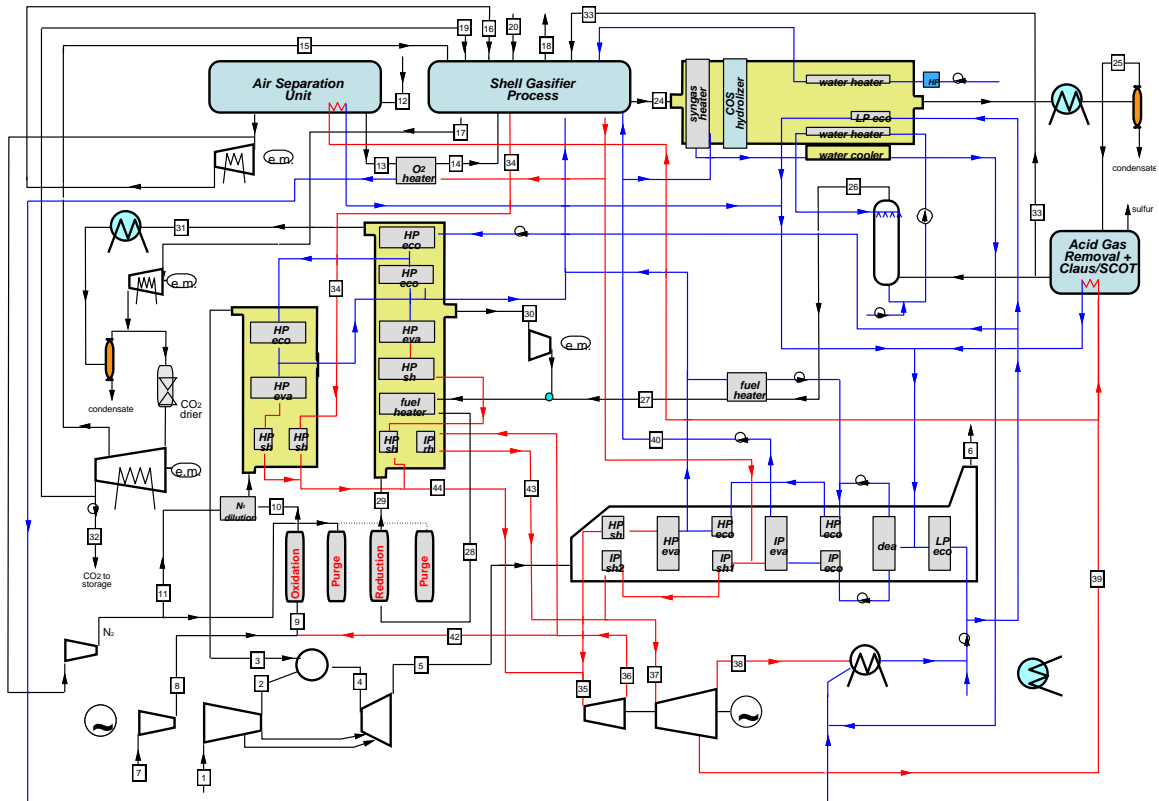 33
19
16
20
18
15
25
Air Separation
Unit
Shell Gasifier
Process
syngas
heater
COS
hydrolizer
water heater
HP
12
24
LP eco
water heater
water cooler
17
e.m.
13
14
34
O2
heater
condensate
26
33
sulfur
31
HP
eco
Acid Gas
Removal +
Claus/SCOT
HP
eco
e.m.
34
30
HP
eco
HP
eva
e.m.
HP
sh
HP
eva
fuel
heater
fuel
heater
27
condensate
CO2
drier
HP
sh
HP
sh
HP
sh
IP
rh
40
6
e.m.
44
43
29
N2
dilution
10
HP
sh
HP
eva
HP
eco
IP
eva
HP
eco
dea
LP
eco
IP
sh2
IP
sh1
IP
eco
32
28
CO2 to
storage
Oxidation
Purge
Reduction
Purge
11
39
9
42
N2
3
5
38
8
2
4
35
36
37
7
1